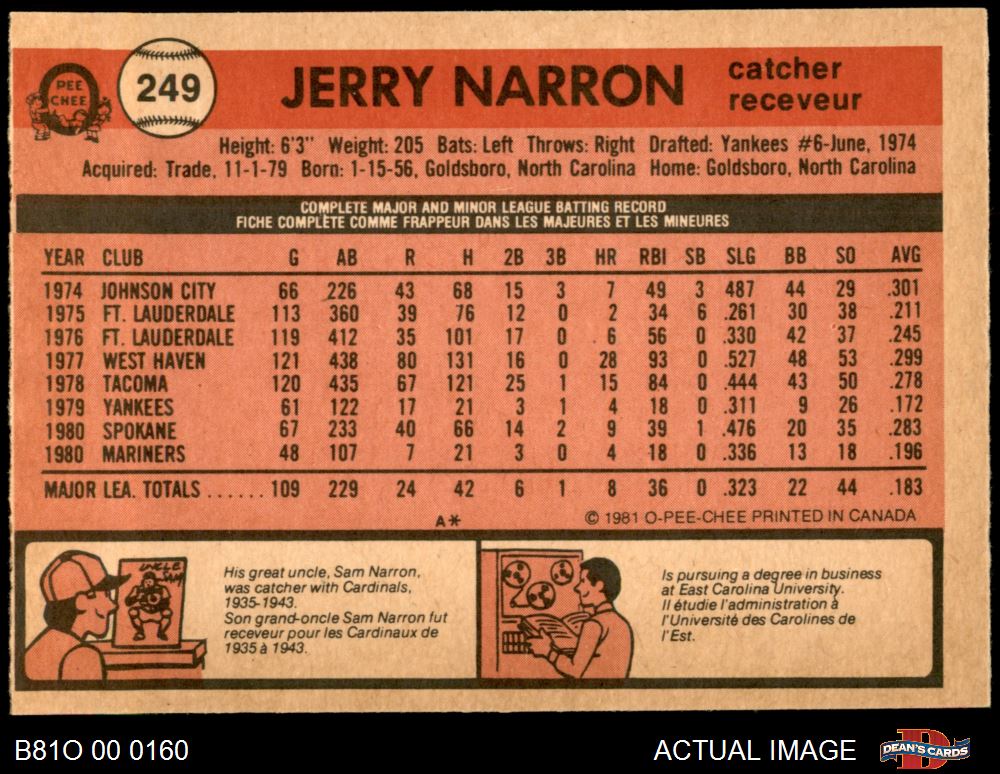 PEE
CHEE
249
JERRY NARRON
catcher
receveur
Height: 6'3" Weight: 205 Bats: Left Throws: Right Drafted: Yankees #6-June, 1974
Acquired: Trade, 11-1-79 Born: 1-15-56, Goldsboro, North Carolina Home: Goldsboro, North Carolina
COMPLETE MAJOR AND MINOR LEAGUE BATTING RECORD
FICHE COMPLÈTE COMME FRAPPEUR DANS LES MAJEURES ET LES MINEURES
YEAR CLUB G AB R H 2B 3B HR RBI SB SLG BB SO AVG
1974 JOHNSON CITY 66 226 43 68 15 3 7 49 3 .487 44 29 .301
1975 FT. LAUDERDALE 113 360 39 76 12 0 2 34 6 .261 30 38 .211
1976 FT. LAUDERDALE 119 412 35 101 17 0 6 56 0 .330 42 37 .245
1977 WEST HAVEN 121 438 80 131 16 0 28 93 0 .527 48 53 .299
1978 TACOMA 120 435 67 121 25 1 15 84 0 .444 43 50 .278
1979 YANKEES 61 122 17 21 3 1 4 18 0 .311 9 26 .172
1980 SPOKANE 67 233 40 66 14 2 9 39 1 .476 20 35 .283
1980 MARINERS 48 107 7 21 3 0 4 18 0 .336 13 18 .196
MAJOR LEA. TOTALS ...... 109 229 24 42 6 1 8 36 0 .323 22 44 .183
A* © 1981 O-PEE-CHEE PRINTED IN CANADA
UNCLE
SAM
His great uncle, Sam Narron,
was catcher with Cardinals,
1935-1943.
Son grand-oncle Sam Narron fut
receveur pour les Cardinaux de
1935 à 1943.
Is pursuing a degree in business
at East Carolina University.
Il étudie l'administration à
l'Université des Carolines de
l'Est.
B81O 00 0160
ACTUAL IMAGE
DEAN'S CARDS